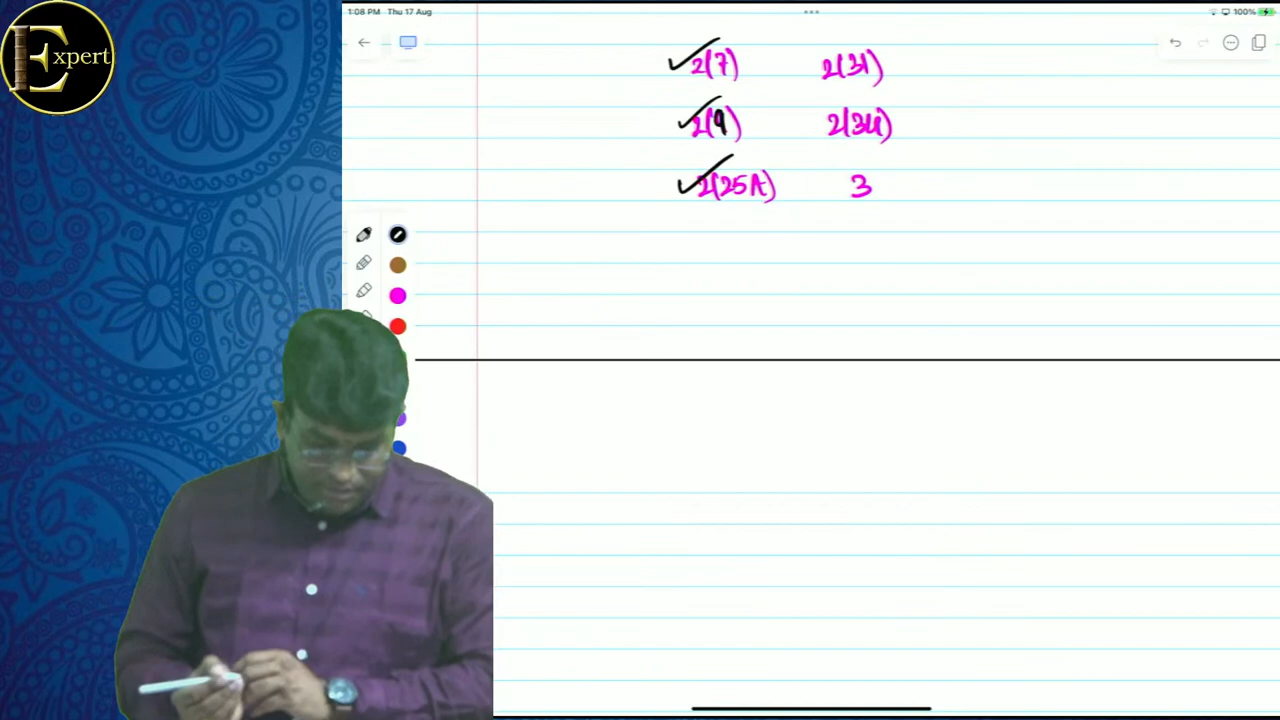 Expert
1:08 PM Thu 17 Aug
100%
2(7) 2(31)
2(9) 2(34)
2(25A) 3